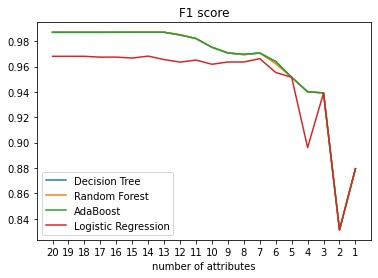 F1 score
0.98
0.96
0.94
0.92
0.90
0.88
0.86
0.84
Decision Tree
Random Forest
AdaBoost
Logistic Regression
20 19 18 17 16 15 14 13 12 11 10 9 8 7 6 5 4 3 2 1
number of attributes